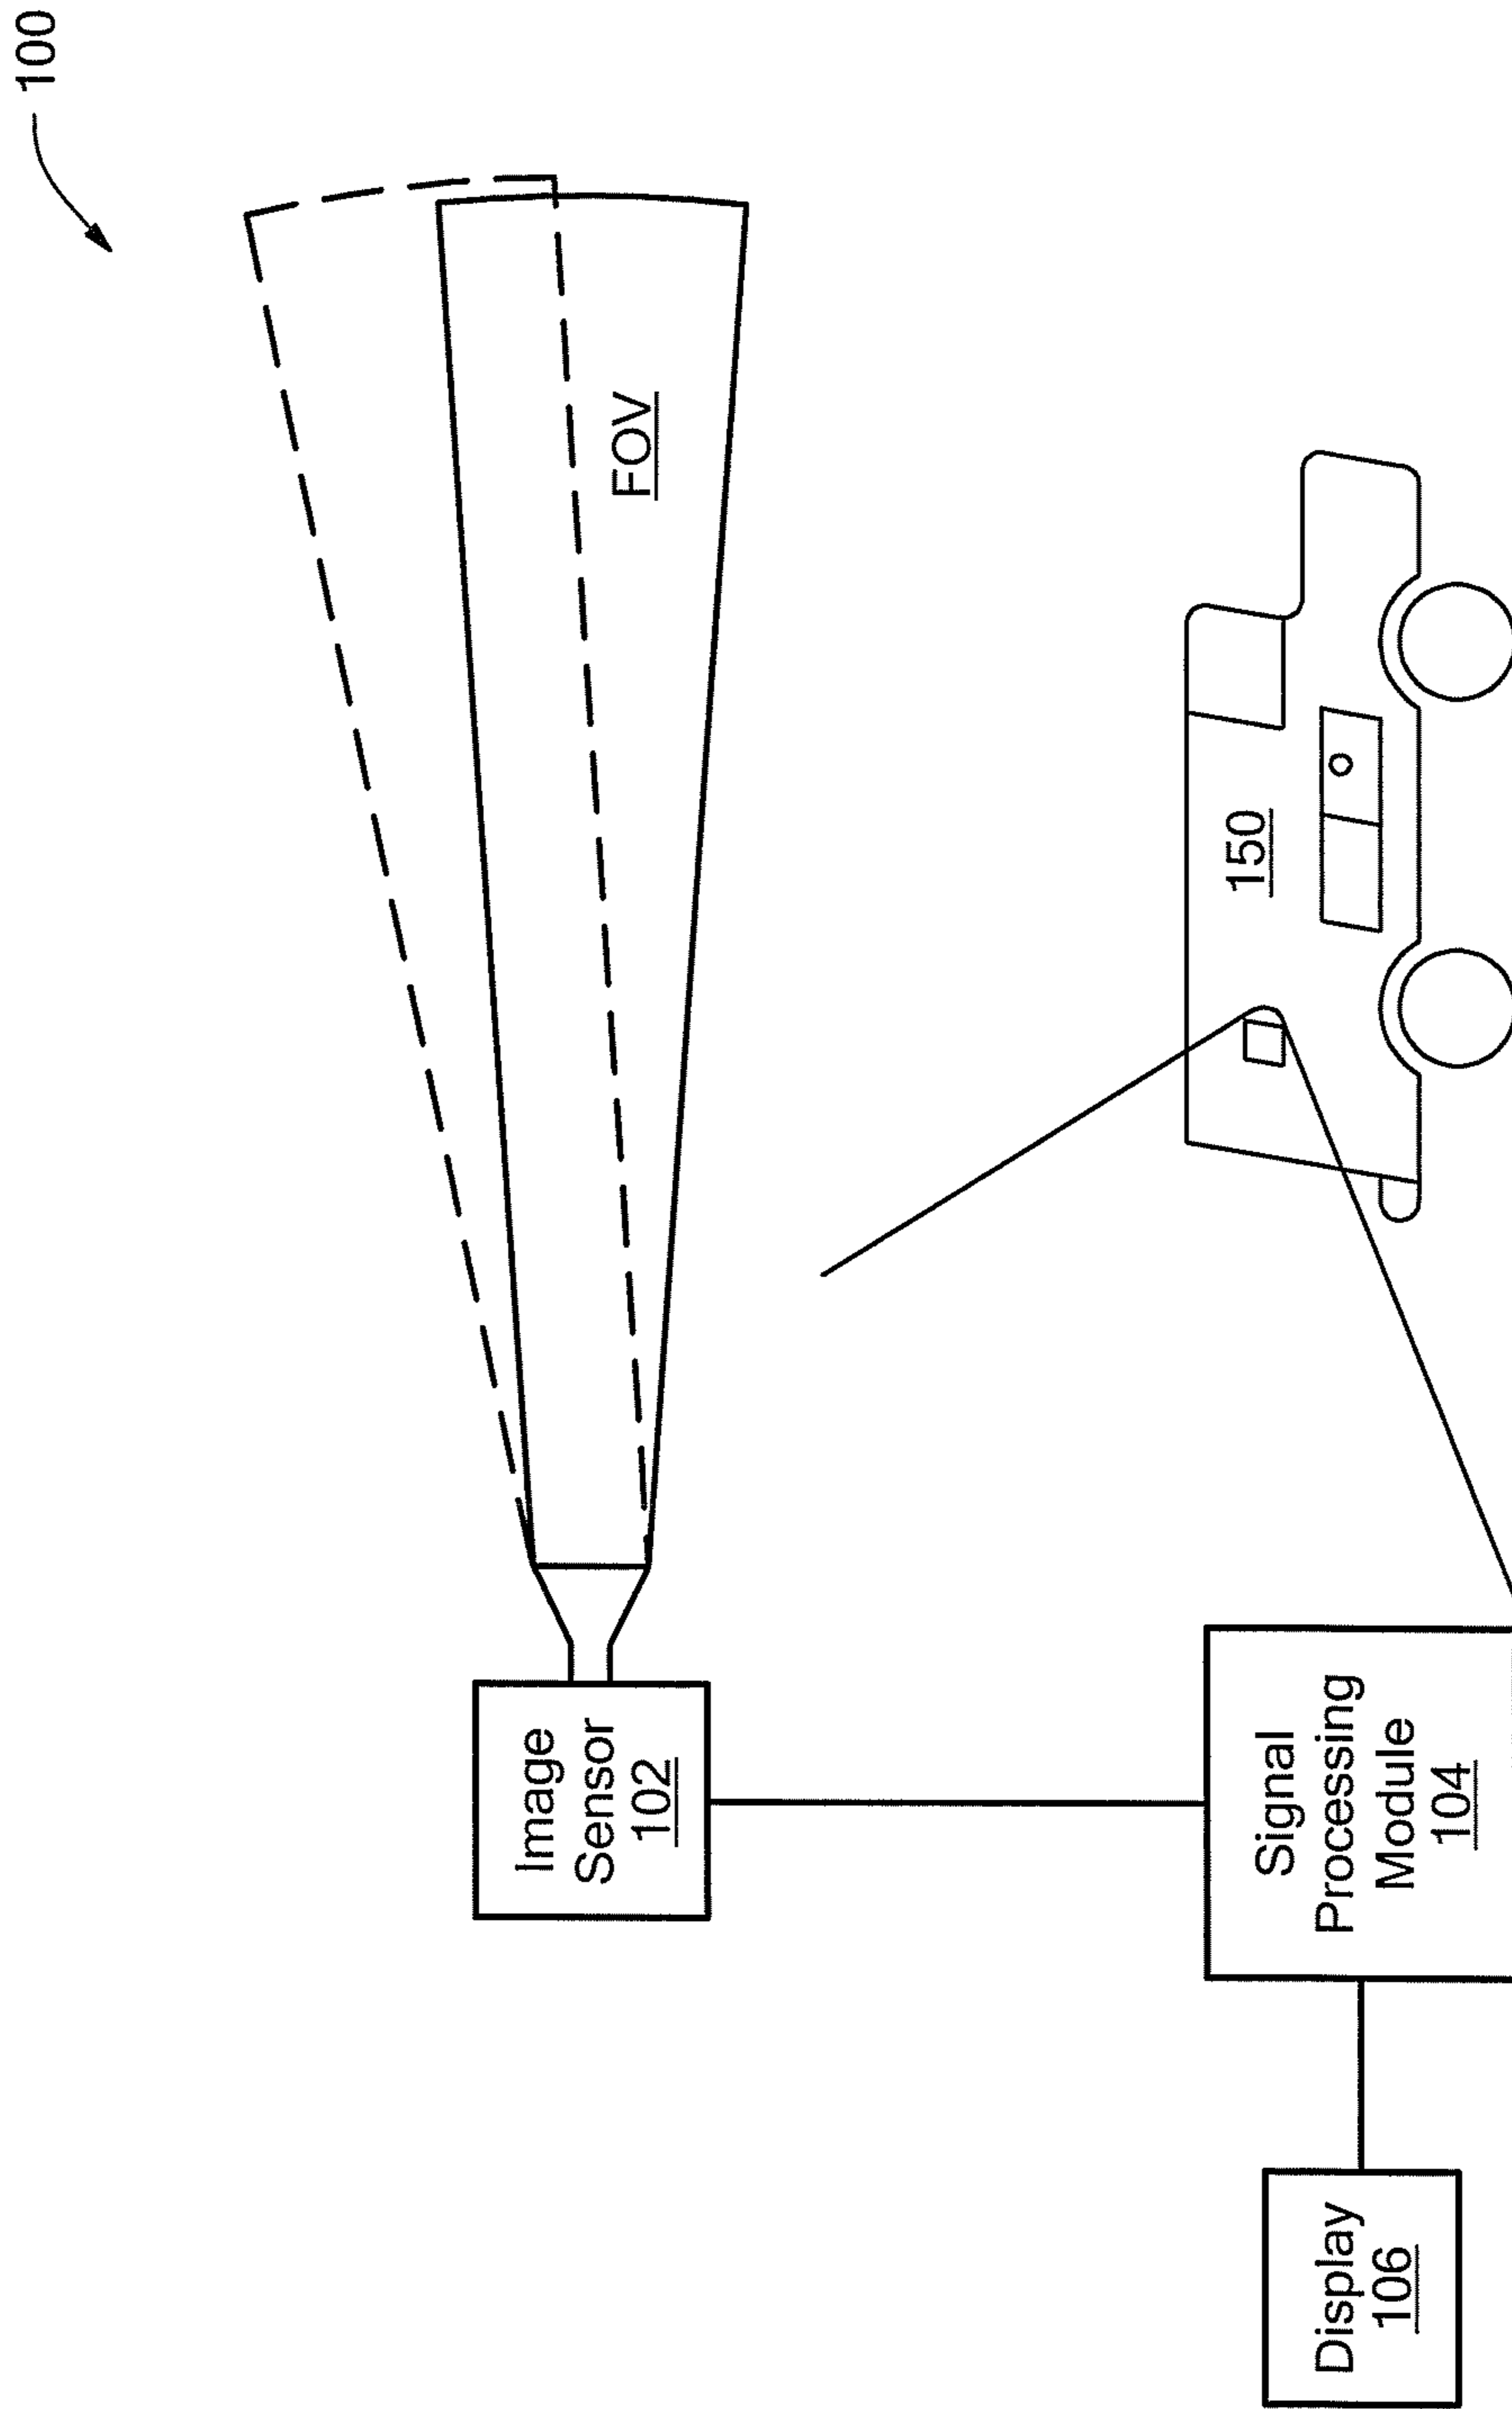 100
FOV
Image
Sensor
102
150
Signal
Processing
Module
104
Display
106